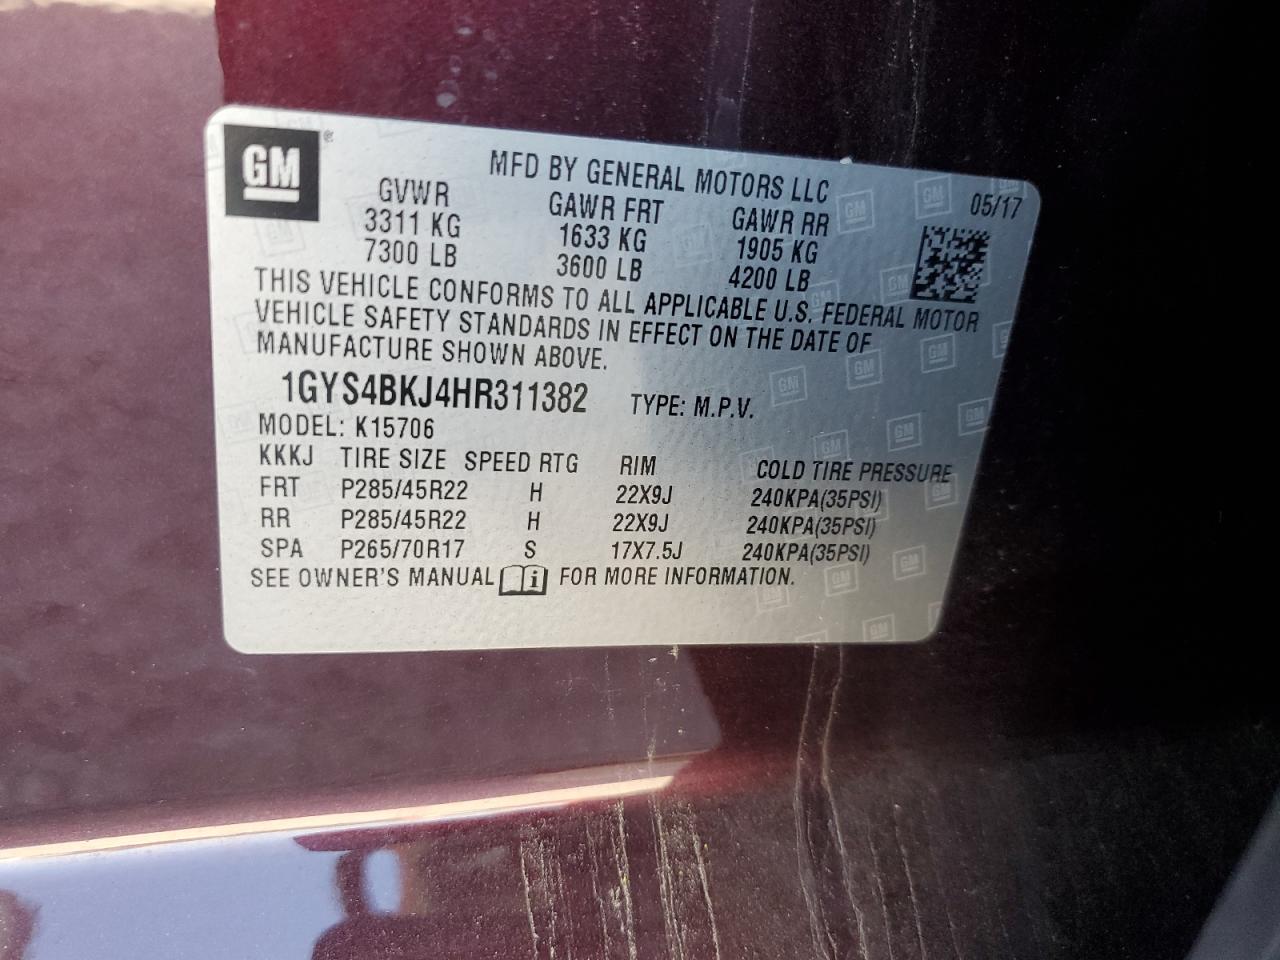 GM ®
MFD BY GENERAL MOTORS LLC
05/17
GVWR GAWR FRT GAWR RR
3311 KG 1633 KG 1905 KG
7300 LB 3600 LB 4200 LB
THIS VEHICLE CONFORMS TO ALL APPLICABLE U.S. FEDERAL MOTOR
VEHICLE SAFETY STANDARDS IN EFFECT ON THE DATE OF
MANUFACTURE SHOWN ABOVE.
1GYS4BKJ4HR311382 TYPE: M.P.V.
MODEL: K15706
KKKJ TIRE SIZE SPEED RTG RIM COLD TIRE PRESSURE
FRT P285/45R22 H 22X9J 240KPA(35PSI)
RR P285/45R22 H 22X9J 240KPA(35PSI)
SPA P265/70R17 S 17X7.5J 240KPA(35PSI)
SEE OWNER'S MANUAL i FOR MORE INFORMATION.